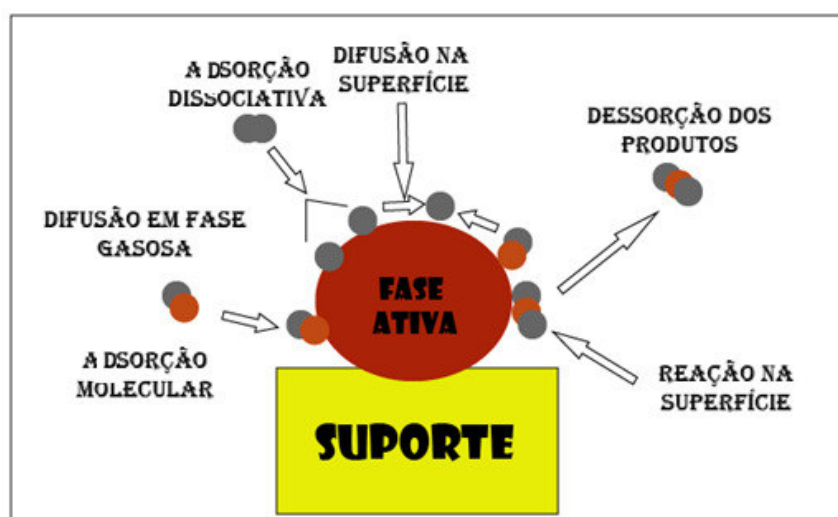 A DSORÇÃO
DISSOCIATIVA
DIFUSÃO NA
SUPERFÍCIE
DESSORÇÃO DOS
PRODUTOS
DIFUSÃO EM FASE
GASOSA
FASE
ATIVA
A DSORÇÃO
MOLECULAR
REAÇÃO NA
SUPERFÍCIE
SUPORTE